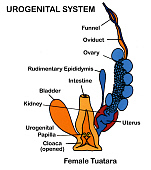 UROGENITAL SYSTEM
Funnel
Oviduct
Ovary
Rudimentary Epididymis
Intestine
Bladder
Kidney
Uterus
Urogenital
Papilla
Cloaca
(opened)
Female Tuatara